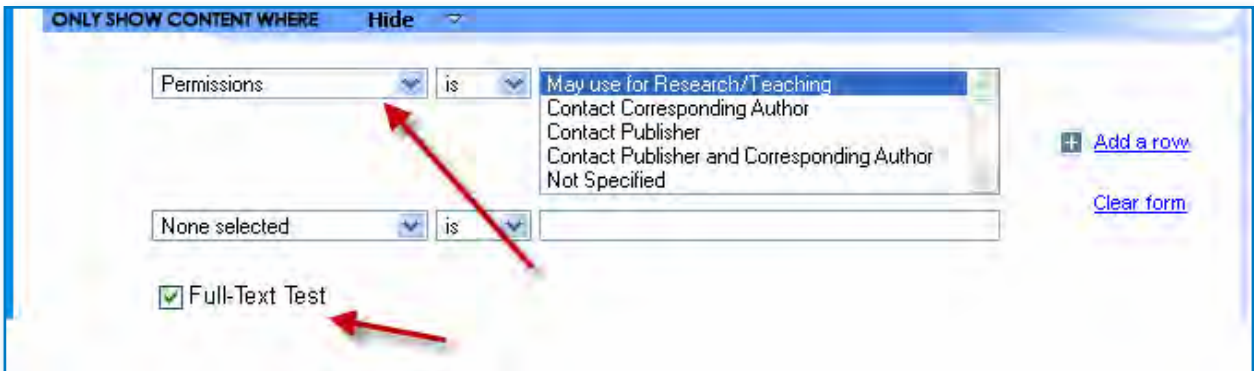 ONLY SHOW CONTENT WHERE Hide
Permissions is May use for Research/Teaching
Contact Corresponding Author
Contact Publisher
Contact Publisher and Corresponding Author
Not Specified
Add a row
Clear form
None selected is
Full-Text Test